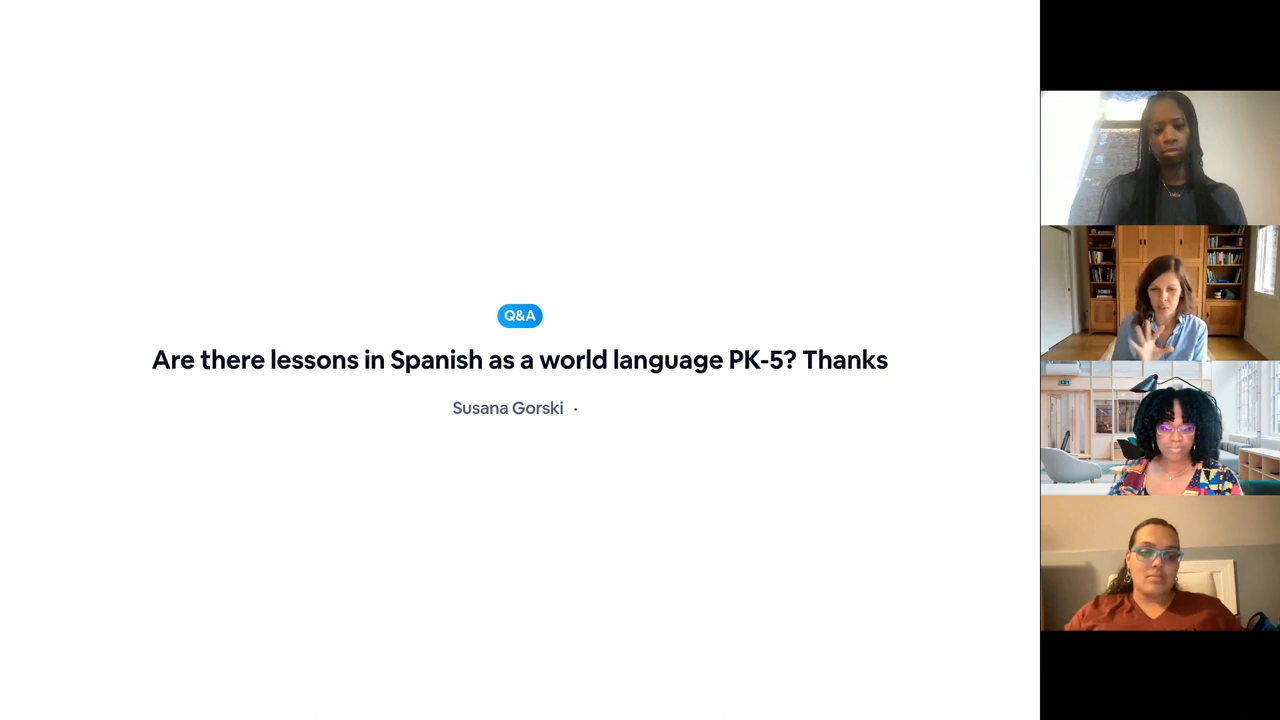 Q&A
Are there lessons in Spanish as a world language PK-5? Thanks
Susana Gorski ·